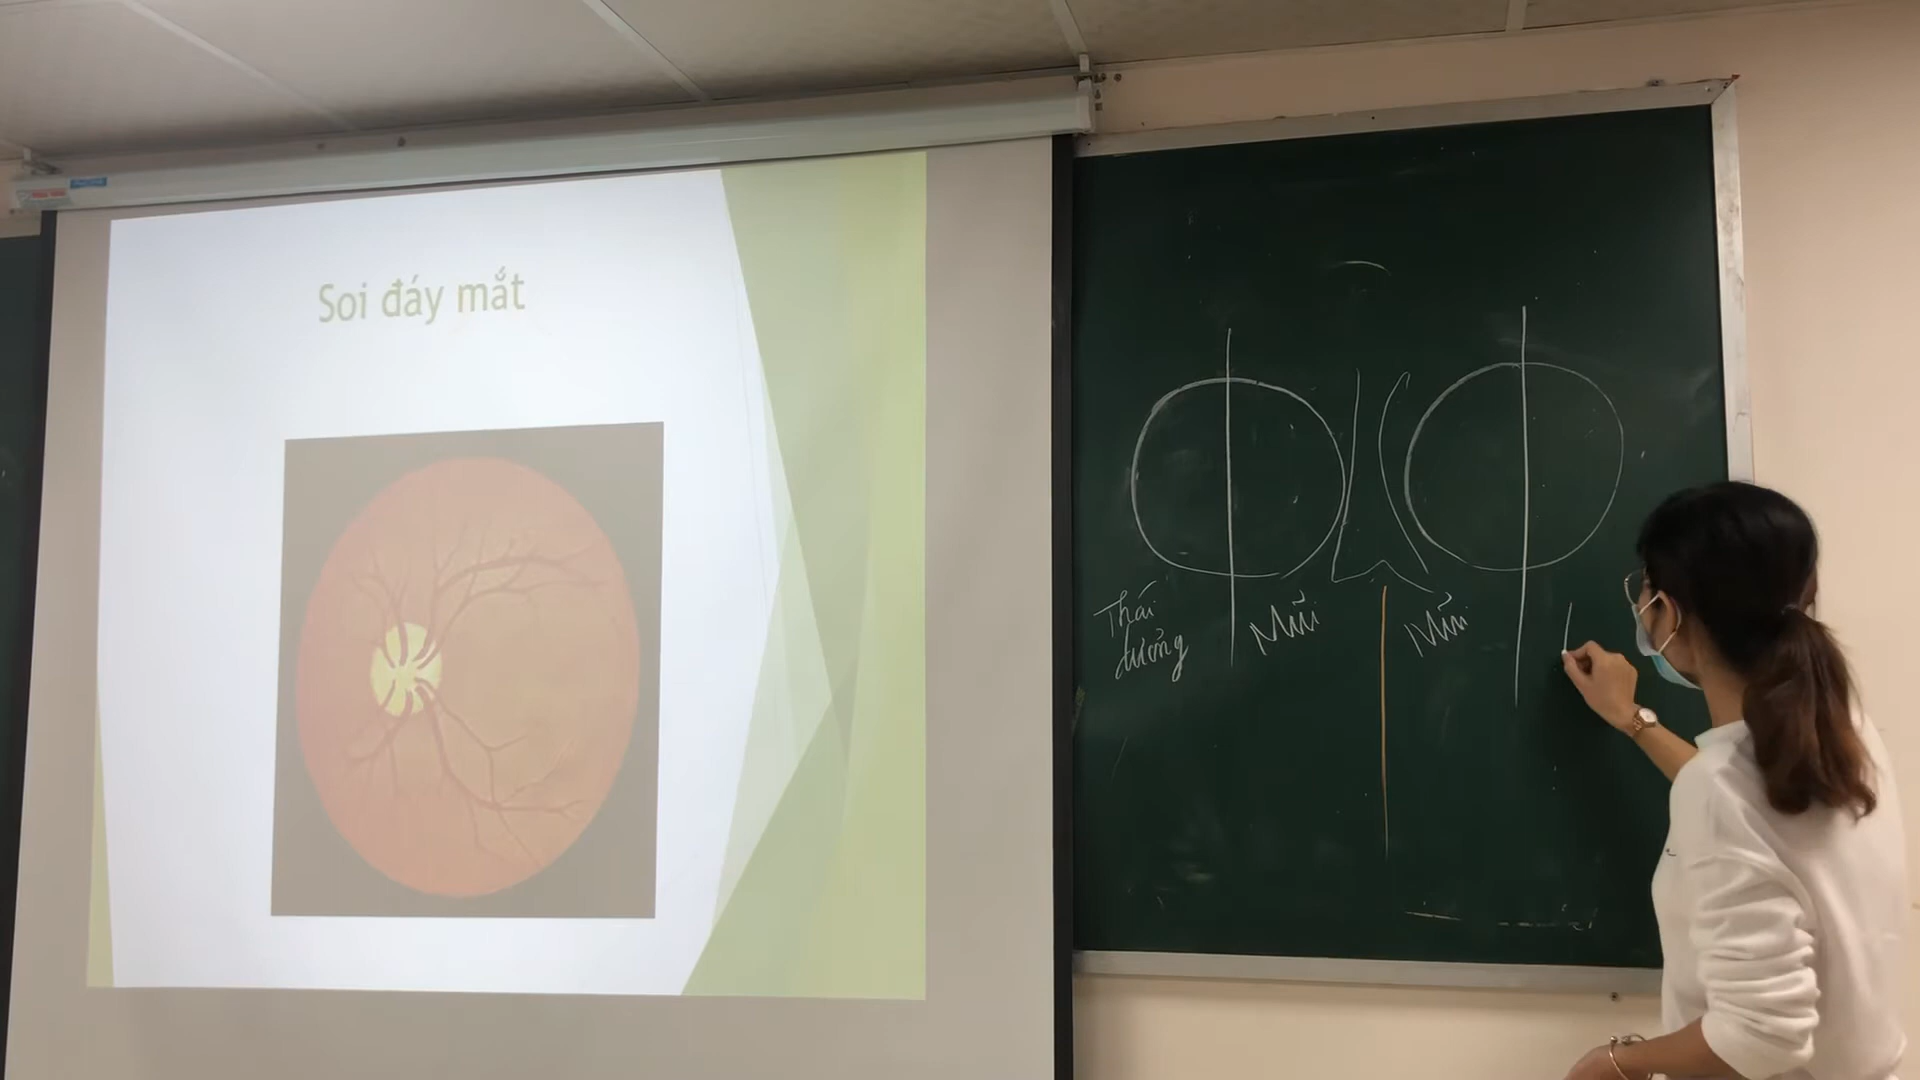 Soi đáy mắt
Thái
dương
Mũi
Mũi